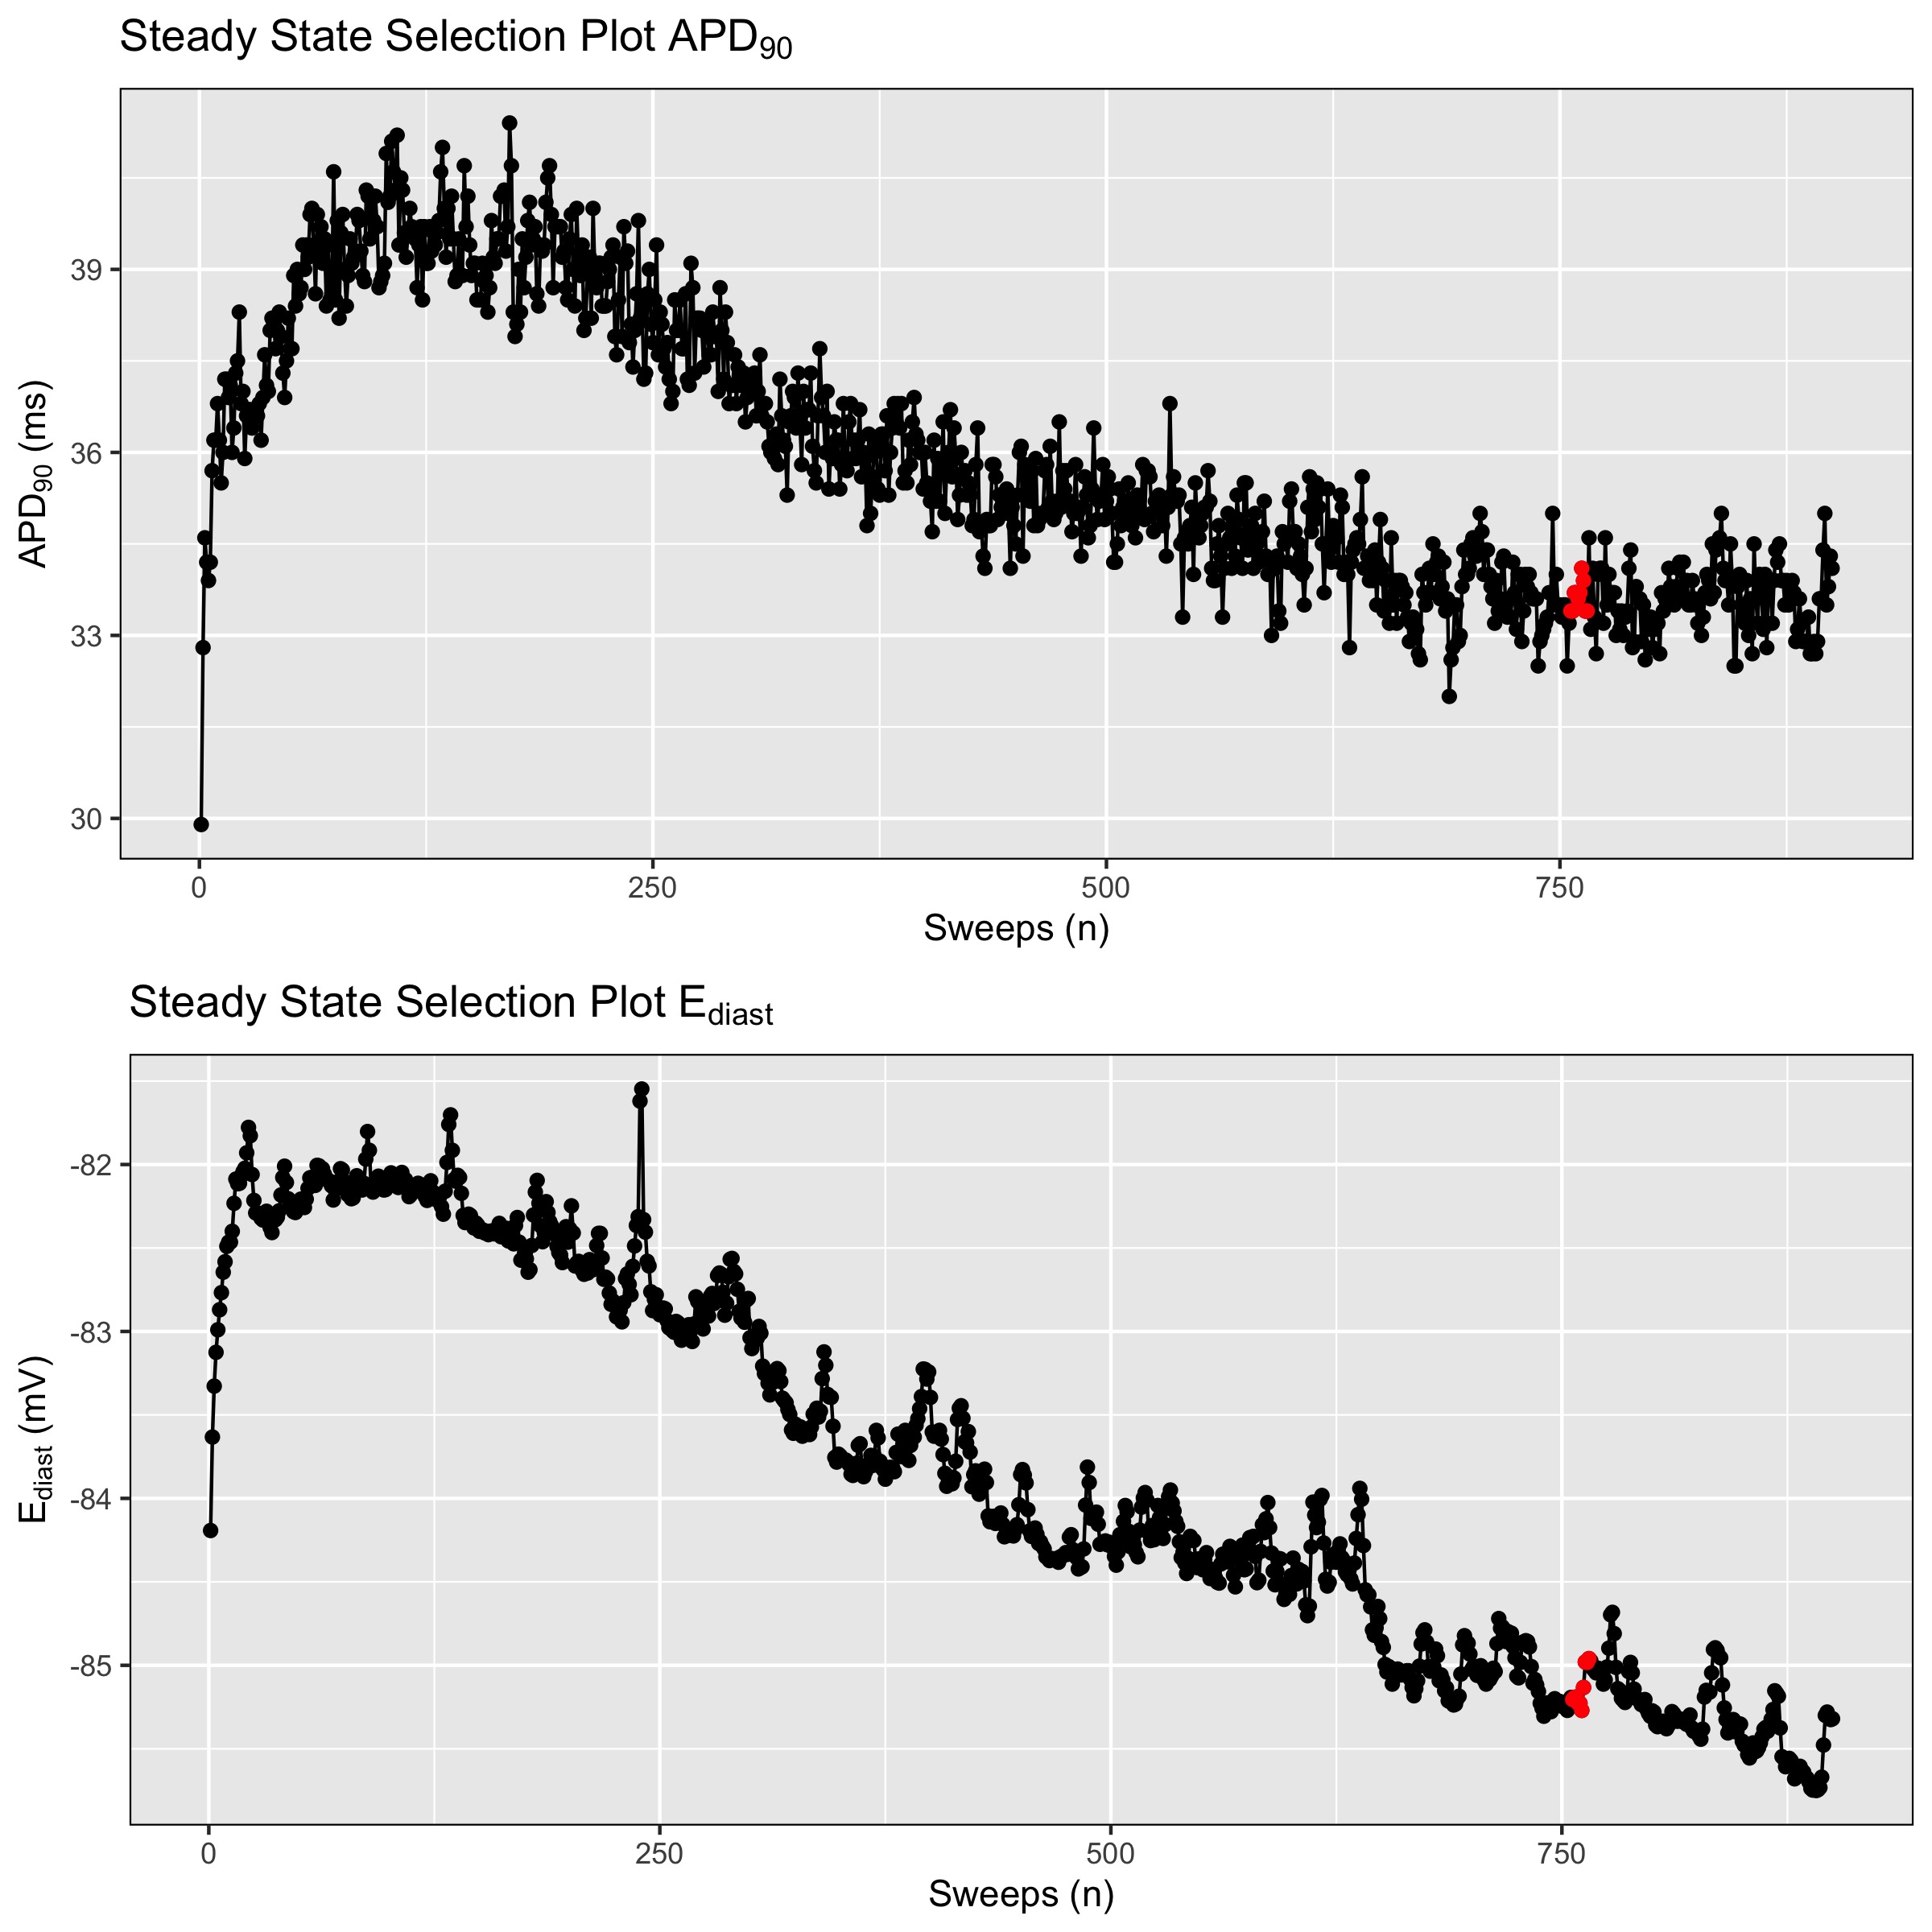 Steady State Selection Plot APD90
39
36
33
30
APD90 (ms)
0 250 500 750
Sweeps (n)
Steady State Selection Plot Ediast
-82
-83
-84
-85
Ediast (mV)
0 250 500 750
Sweeps (n)